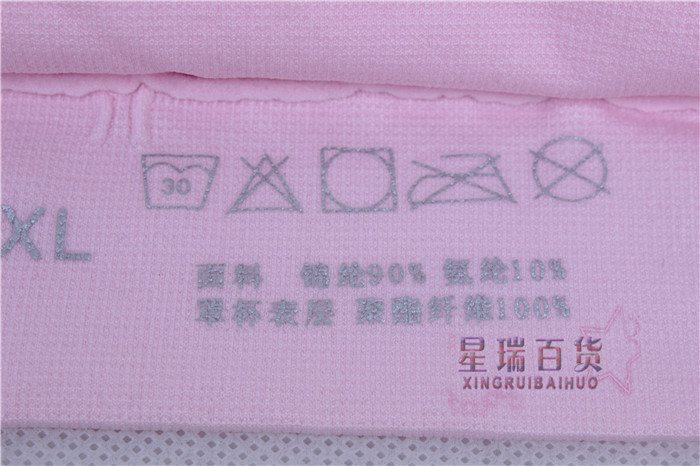 30
XL
面料 锦纶90% 氨纶10%
罩杯表层 聚酯纤维100%
星瑞百货
XINGRUIBAIHUO